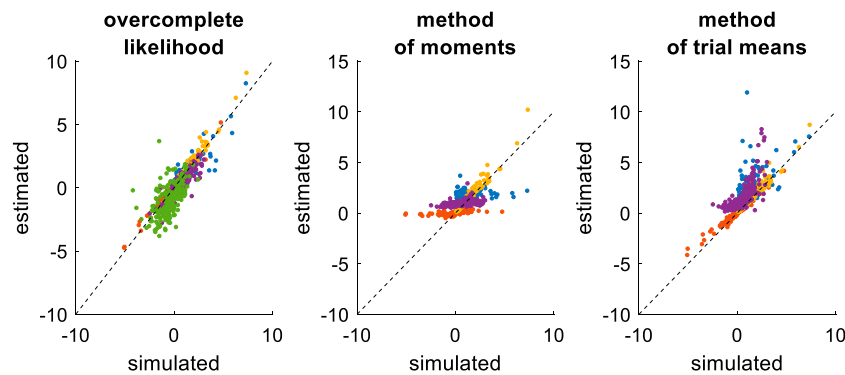 overcomplete
likelihood
10
5
0
-5
-10
estimated
-10
0
10
simulated
method
of moments
15
10
5
0
-5
-10
estimated
-10
0
10
simulated
method
of trial means
15
10
5
0
-5
-10
estimated
-10
0
10
simulated